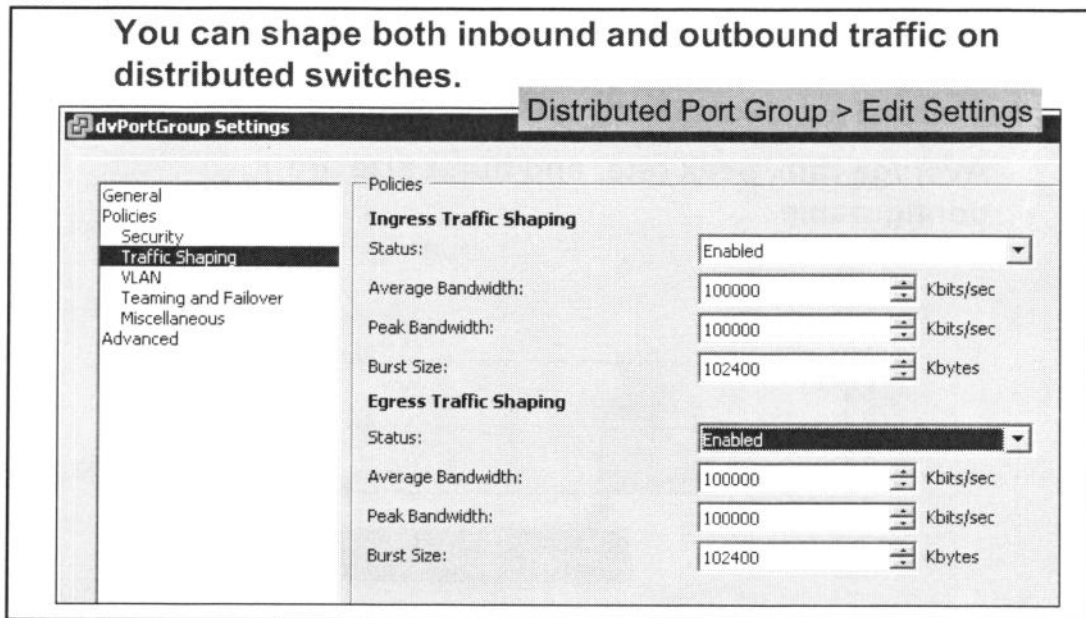 You can shape both inbound and outbound traffic on
distributed switches.
Distributed Port Group > Edit Settings
dvPortGroup Settings
General
Policies
Security
Traffic Shaping
VLAN
Teaming and Failover
Miscellaneous
Advanced
Policies
Ingress Traffic Shaping
Status: Enabled
Average Bandwidth: 100000 Kbits/sec
Peak Bandwidth: 100000 Kbits/sec
Burst Size: 102400 Kbytes
Egress Traffic Shaping
Status: Enabled
Average Bandwidth: 100000 Kbits/sec
Peak Bandwidth: 100000 Kbits/sec
Burst Size: 102400 Kbytes